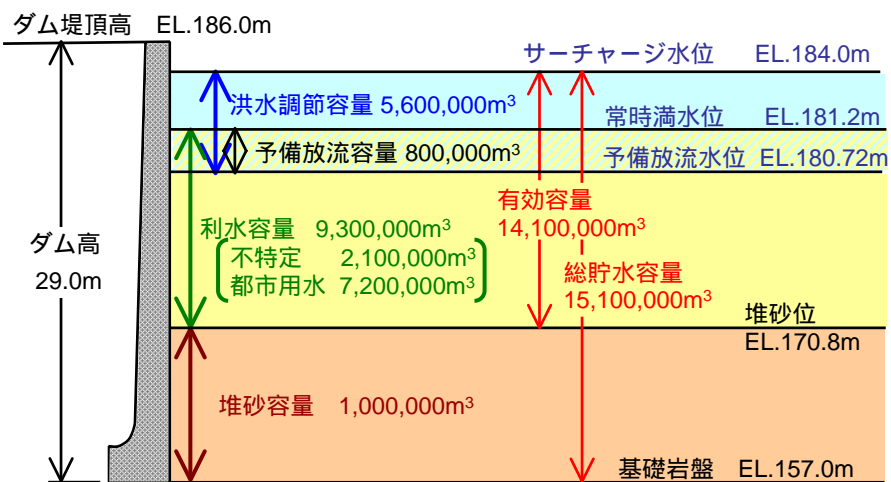 ダム堤頂高 EL.186.0m
サーチャージ水位 EL.184.0m
洪水調節容量 5,600,000m³
常時満水位 EL.181.2m
予備放流容量 800,000m³
予備放流水位 EL.180.72m
有効容量
14,100,000m³
利水容量 9,300,000m³
不特定 2,100,000m³
都市用水 7,200,000m³
ダム高
29.0m
総貯水容量
15,100,000m³
堆砂位
EL.170.8m
堆砂容量 1,000,000m³
基礎岩盤 EL.157.0m